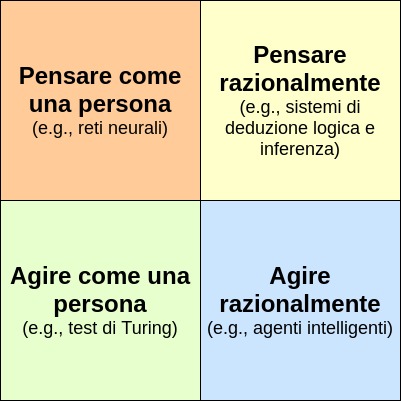 Pensare come
una persona
(e.g., reti neurali)
Pensare
razionalmente
(e.g., sistemi di
deduzione logica e
inferenza)
Agire come una
persona
(e.g., test di Turing)
Agire
razionalmente
(e.g., agenti intelligenti)